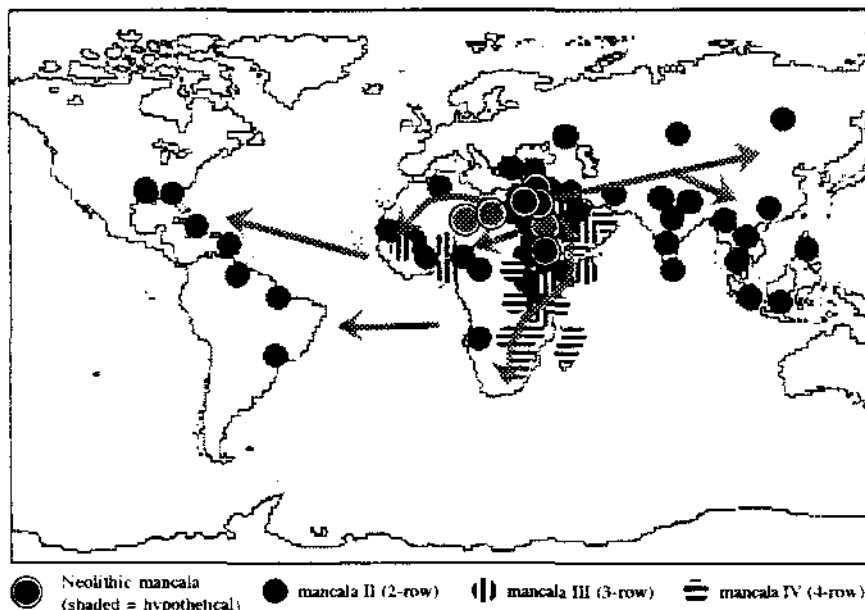 Neolithic mancala
(shaded = hypothetical)
mancala II (2-row)
mancala III (3-row)
mancala IV (4-row)